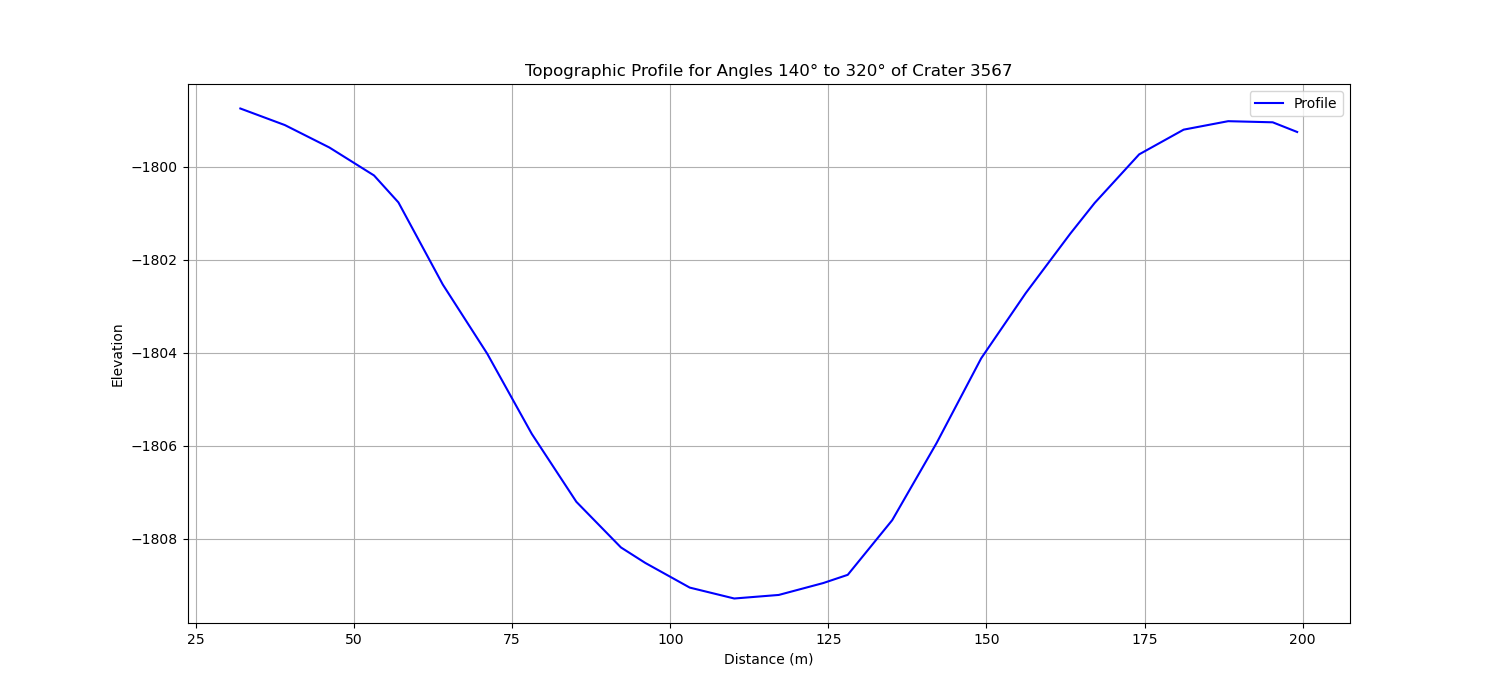 Topographic Profile for Angles 140° to 320° of Crater 3567
Profile
Elevation
−1800
−1802
−1804
−1806
−1808
25 50 75 100 125 150 175 200
Distance (m)